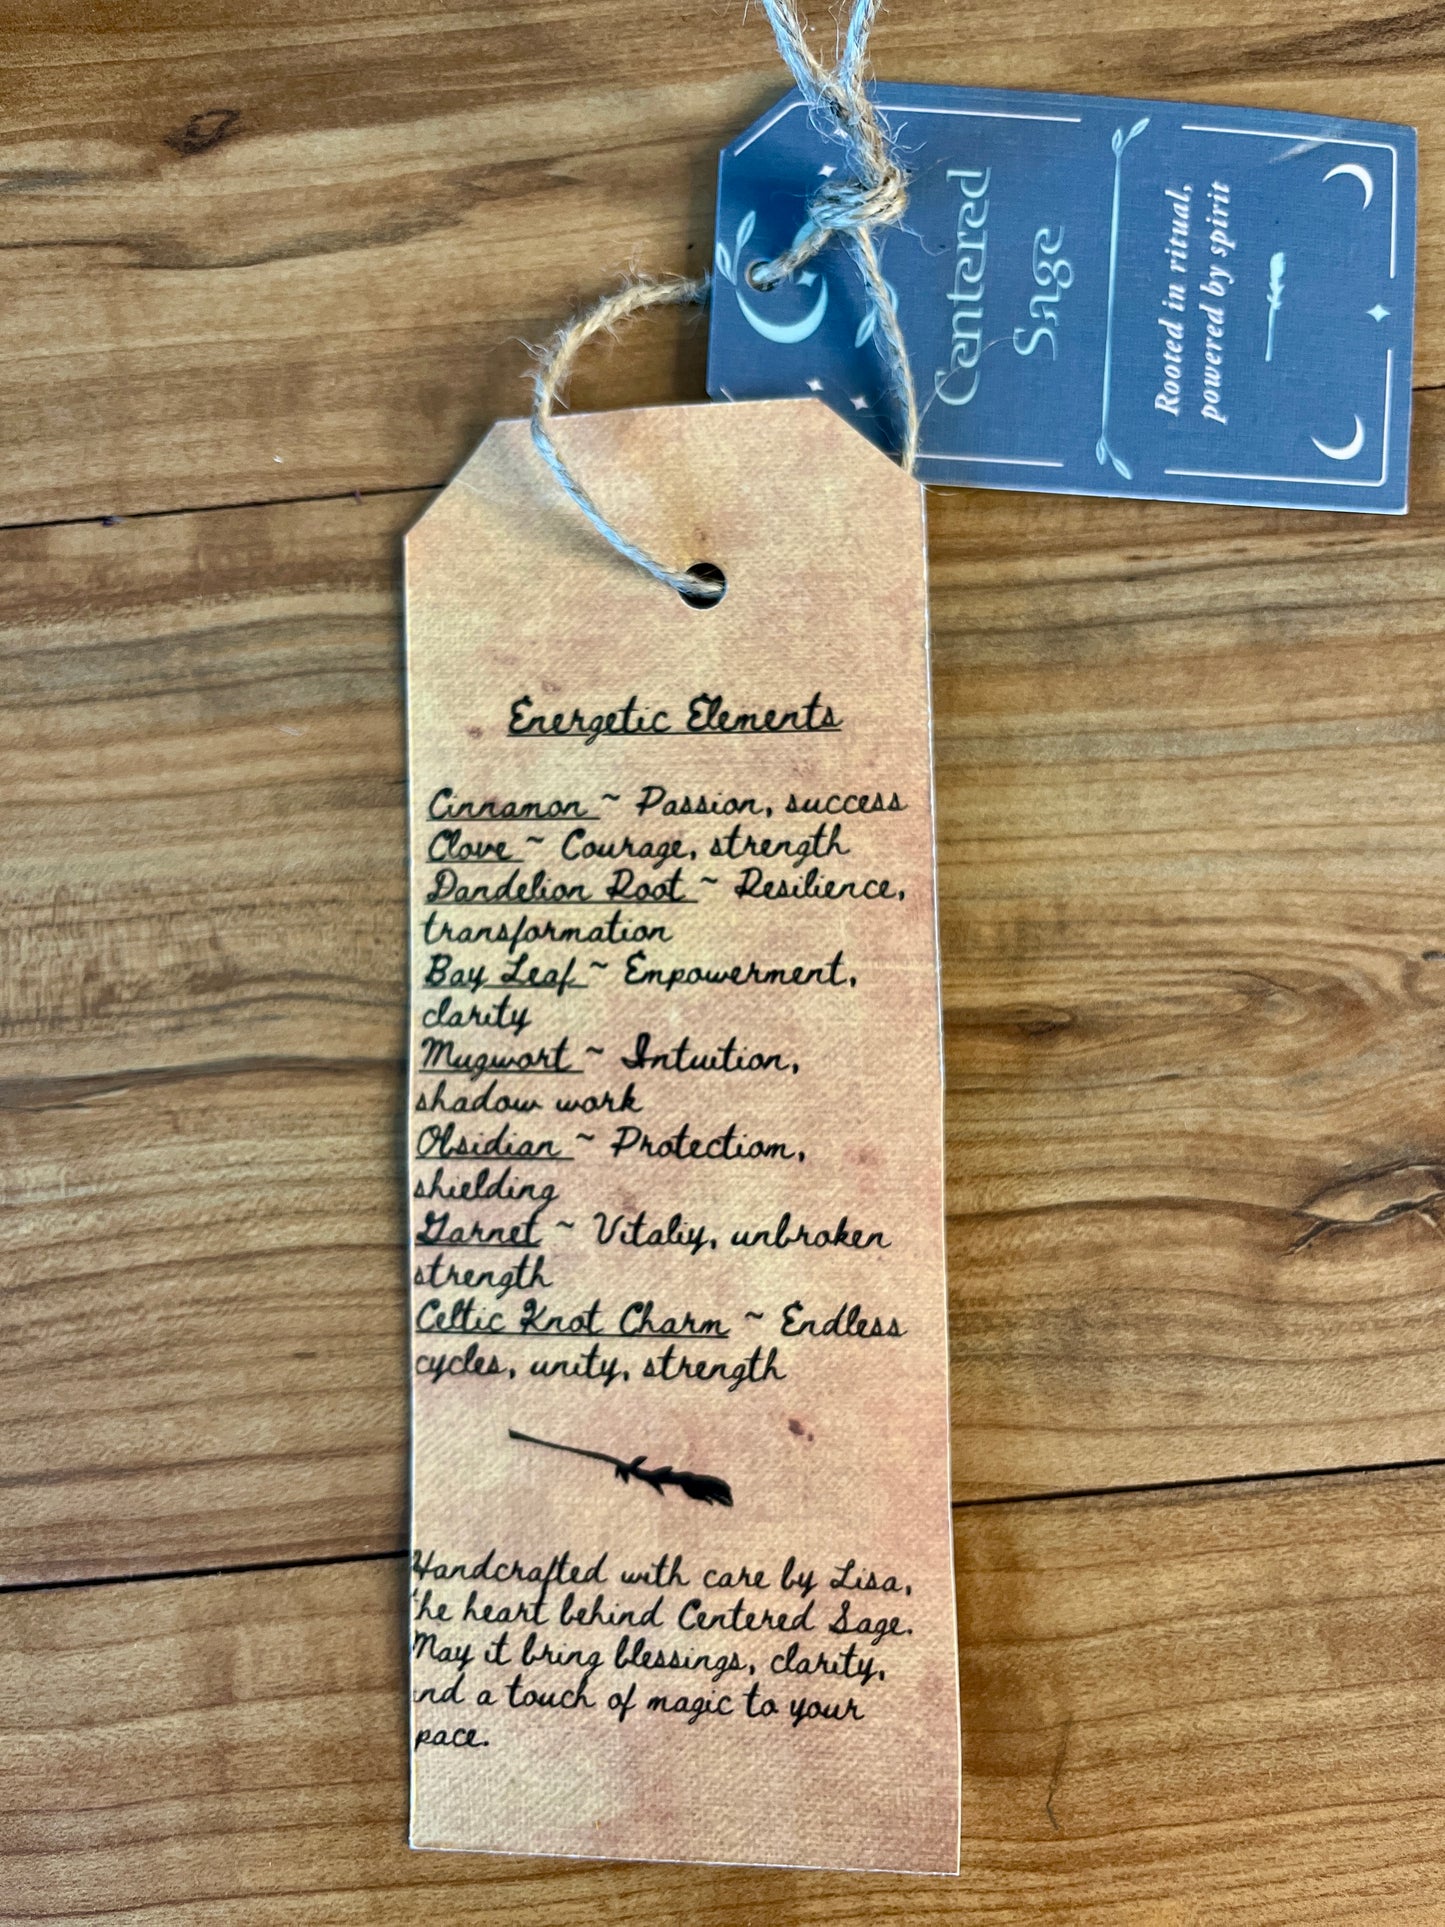 Centered
Sage
Rooted in ritual,
powered by spirit
Energetic Elements
Cinnamon ~ Passion, success
Clove ~ Courage, strength
Dandelion Root ~ Resilience,
transformation
Bay Leaf ~ Empowerment,
clarity
Mugwort ~ Intuition,
shadow work
Obsidian ~ Protection,
shielding
Garnet ~ Vitaliy, unbroken
strength
Celtic Knot Charm ~ Endless
cycles, unity, strength
Handcrafted with care by Lisa,
he heart behind Centered Sage.
May it bring blessings, clarity,
nd a touch of magic to your
pace.